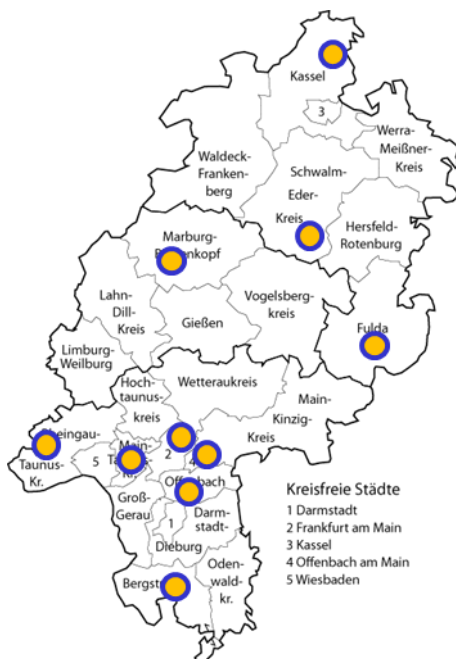 Kassel
3
Werra-
Meißner-
Kreis
Waldeck-
Franken-
berg
Schwalm-
Eder-
Kreis
Hersfeld-
Rotenburg
Marburg-
Lahn-
Dill-
Kreis
Gießen
Vogelsberg-
kreis
Fulda
Limburg-
Weilburg
Hoch-
taunus-
kreis
Wetteraukreis
Main-
Kinzig-
Kreis
Taunus-
Kr.
5
Main-
2
4
Groß-
Gerau
1
Darm-
stadt-
Dieburg
Oden-
wald-
kr.
Kreisfreie Städte
1 Darmstadt
2 Frankfurt am Main
3 Kassel
4 Offenbach am Main
5 Wiesbaden